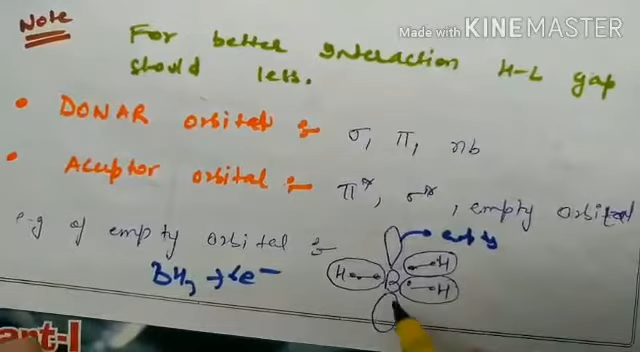 Made with KINEMASTER
Note
For better Interaction H-L gap
should less.
• DONAR orbital :- σ, π, nb
• Acceptor orbital :- π*, σ*, empty orbital
e.g of empty orbital :-
empty
BH3 → 6e-
H
H
H
B